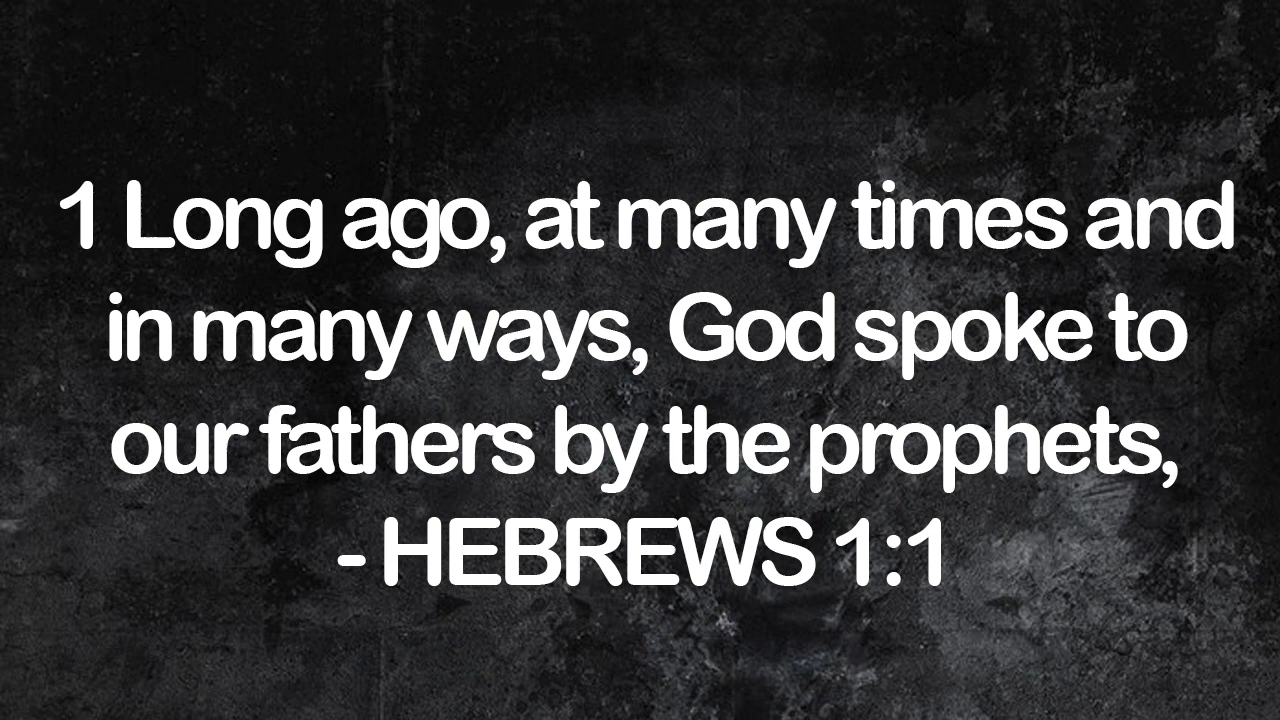 1 Long ago, at many times and
in many ways, God spoke to
our fathers by the prophets,
- HEBREWS 1:1